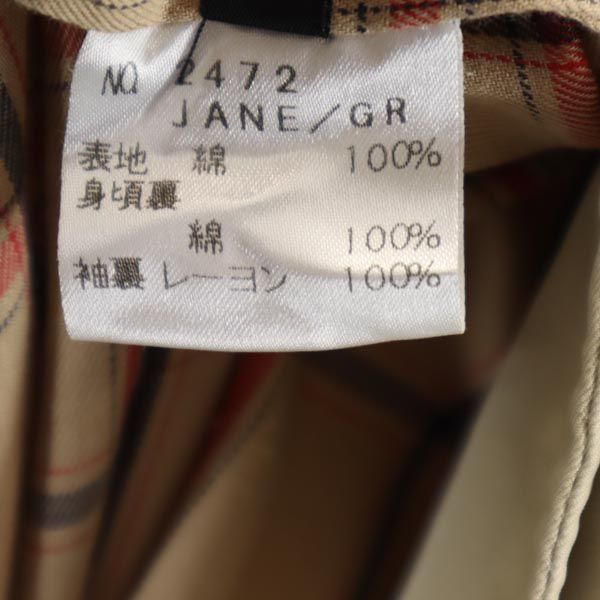 NO. 2472
JANE/GR
表地 綿 100%
身頃裏
綿 100%
袖裏 レーヨン 100%